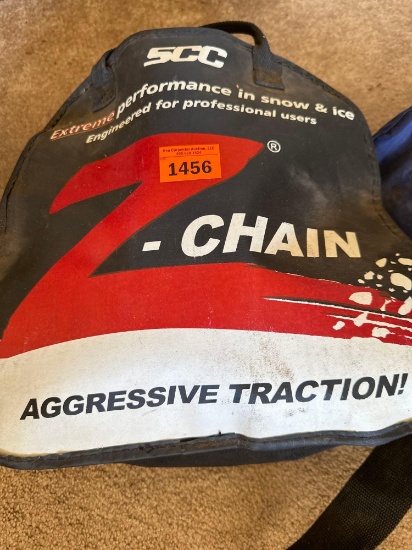 SCC
Extreme performance in snow & ice
Engineered for professional users
1456
Z®
- CHAIN
AGGRESSIVE TRACTION!